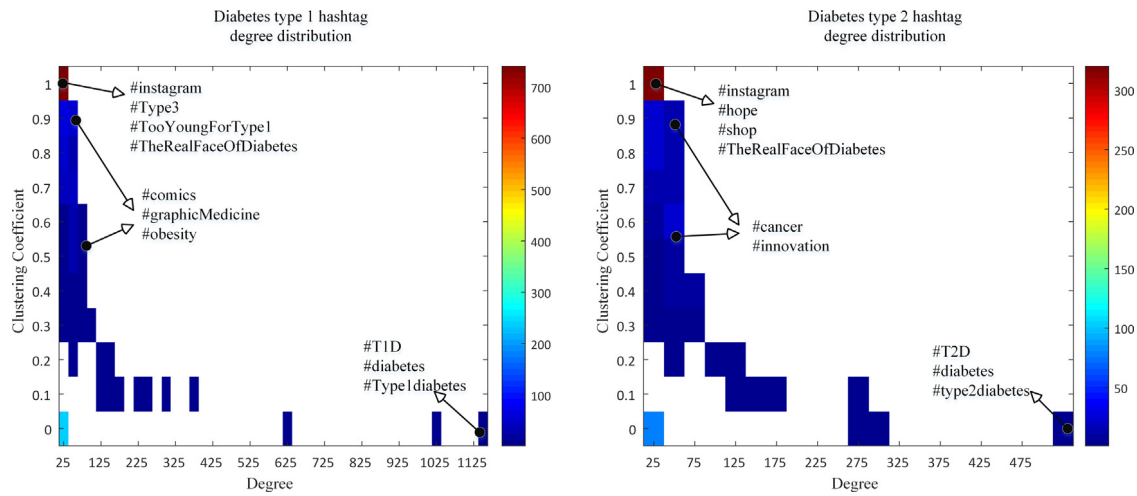 Diabetes type 1 hashtag
degree distribution
Clustering Coefficient
1
0.9
0.8
0.7
0.6
0.5
0.4
0.3
0.2
0.1
0
#instagram
#Type3
#TooYoungForType1
#TheRealFaceOfDiabetes
#comics
#graphicMedicine
#obesity
#T1D
#diabetes
#Type1diabetes
25 125 225 325 425 525 625 725 825 925 1025 1125
Degree
700
600
500
400
300
200
100
Diabetes type 2 hashtag
degree distribution
Clustering Coefficient
1
0.9
0.8
0.7
0.6
0.5
0.4
0.3
0.2
0.1
0
#instagram
#hope
#shop
#TheRealFaceOfDiabetes
#cancer
#innovation
#T2D
#diabetes
#type2diabetes
25 75 125 175 225 275 325 375 425 475
Degree
300
250
200
150
100
50